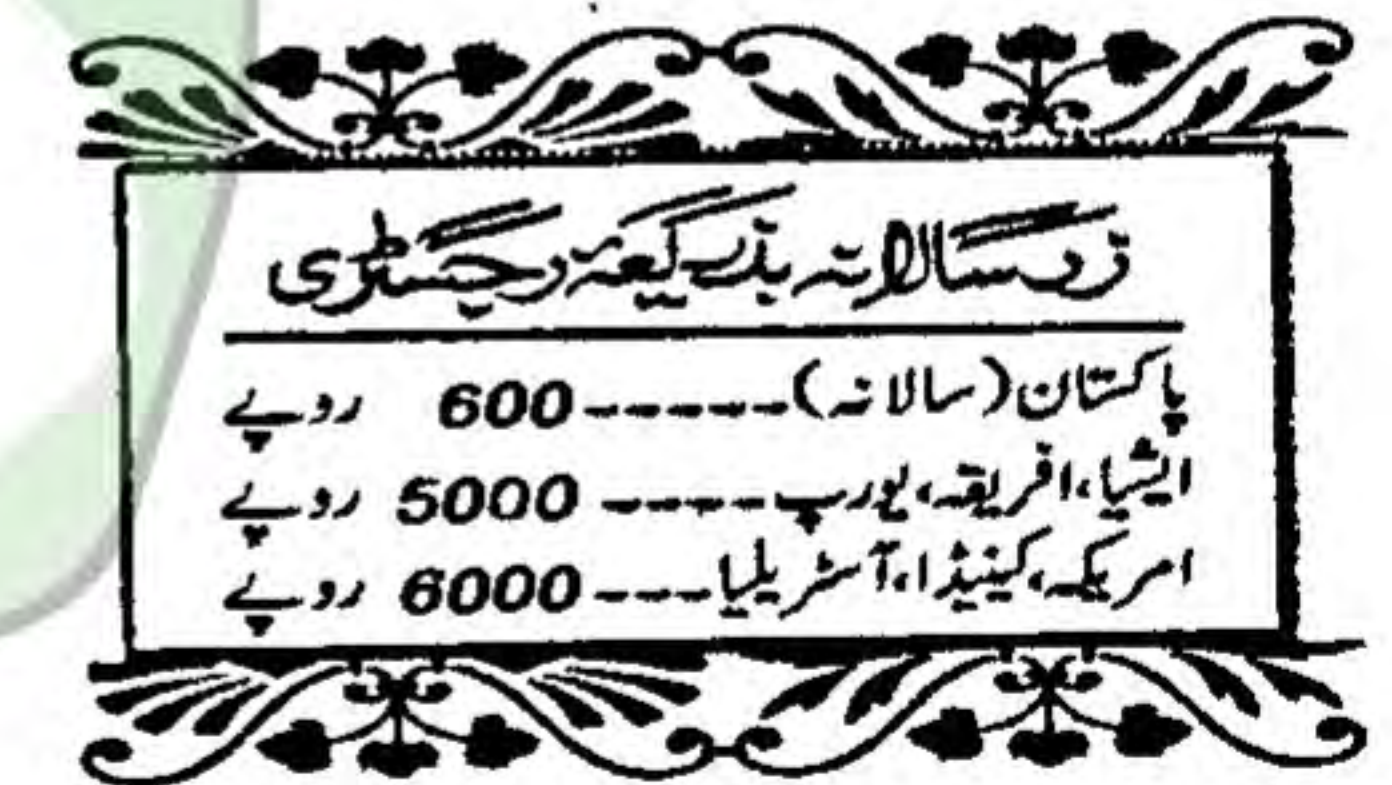 زر سالانہ بذریعہ رجسٹری
پاکستان (سالانہ)-----600 روپے
ایشیا، افریقہ، یورپ-----5000 روپے
امریکہ، کینیڈا، آسٹریلیا---6000 روپے